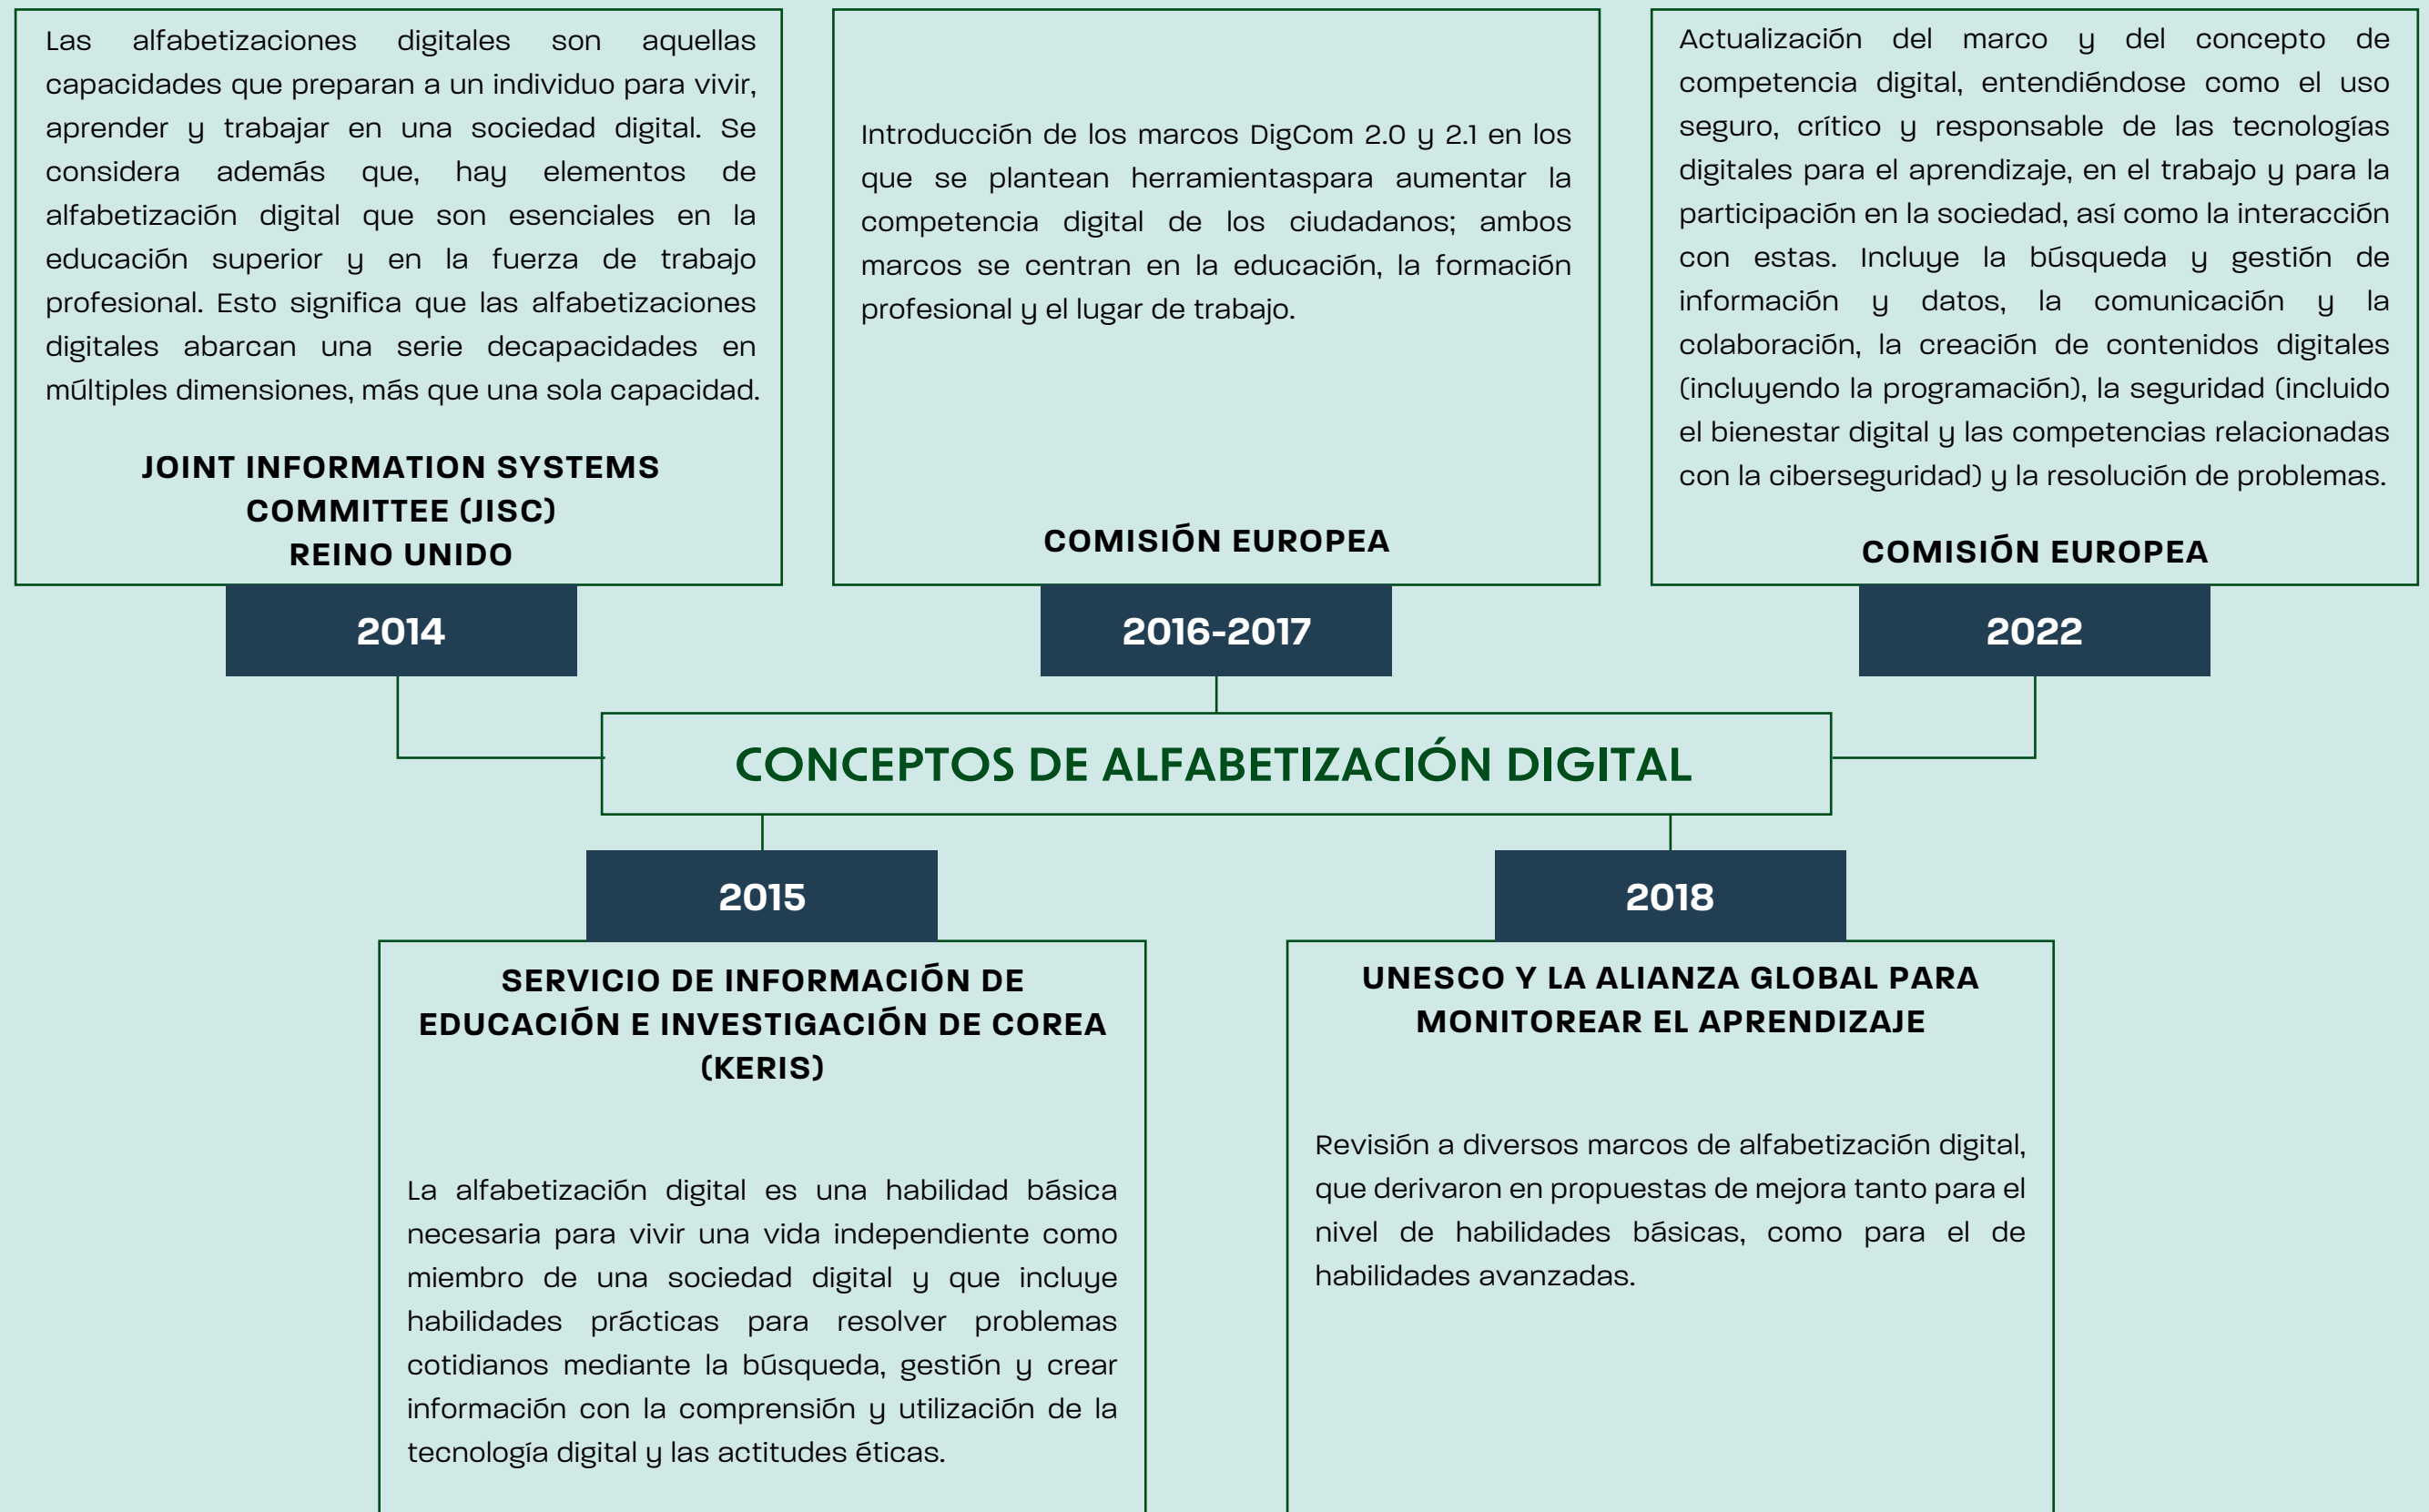 Las alfabetizaciones digitales son aquellas
capacidades que preparan a un individuo para vivir,
aprender y trabajar en una sociedad digital. Se
considera además que, hay elementos de
alfabetización digital que son esenciales en la
educación superior y en la fuerza de trabajo
profesional. Esto significa que las alfabetizaciones
digitales abarcan una serie decapacidades en
múltiples dimensiones, más que una sola capacidad.
JOINT INFORMATION SYSTEMS
COMMITTEE (JISC)
REINO UNIDO
2014
Introducción de los marcos DigCom 2.0 y 2.1 en los
que se plantean herramientaspara aumentar la
competencia digital de los ciudadanos; ambos
marcos se centran en la educación, la formación
profesional y el lugar de trabajo.
COMISIÓN EUROPEA
2016-2017
Actualización del marco y del concepto de
competencia digital, entendiéndose como el uso
seguro, crítico y responsable de las tecnologías
digitales para el aprendizaje, en el trabajo y para la
participación en la sociedad, así como la interacción
con estas. Incluye la búsqueda y gestión de
información y datos, la comunicación y la
colaboración, la creación de contenidos digitales
(incluyendo la programación), la seguridad (incluido
el bienestar digital y las competencias relacionadas
con la ciberseguridad) y la resolución de problemas.
COMISIÓN EUROPEA
2022
CONCEPTOS DE ALFABETIZACIÓN DIGITAL
2015
SERVICIO DE INFORMACIÓN DE
EDUCACIÓN E INVESTIGACIÓN DE COREA
(KERIS)
La alfabetización digital es una habilidad básica
necesaria para vivir una vida independiente como
miembro de una sociedad digital y que incluye
habilidades prácticas para resolver problemas
cotidianos mediante la búsqueda, gestión y crear
información con la comprensión y utilización de la
tecnología digital y las actitudes éticas.
2018
UNESCO Y LA ALIANZA GLOBAL PARA
MONITOREAR EL APRENDIZAJE
Revisión a diversos marcos de alfabetización digital,
que derivaron en propuestas de mejora tanto para el
nivel de habilidades básicas, como para el de
habilidades avanzadas.